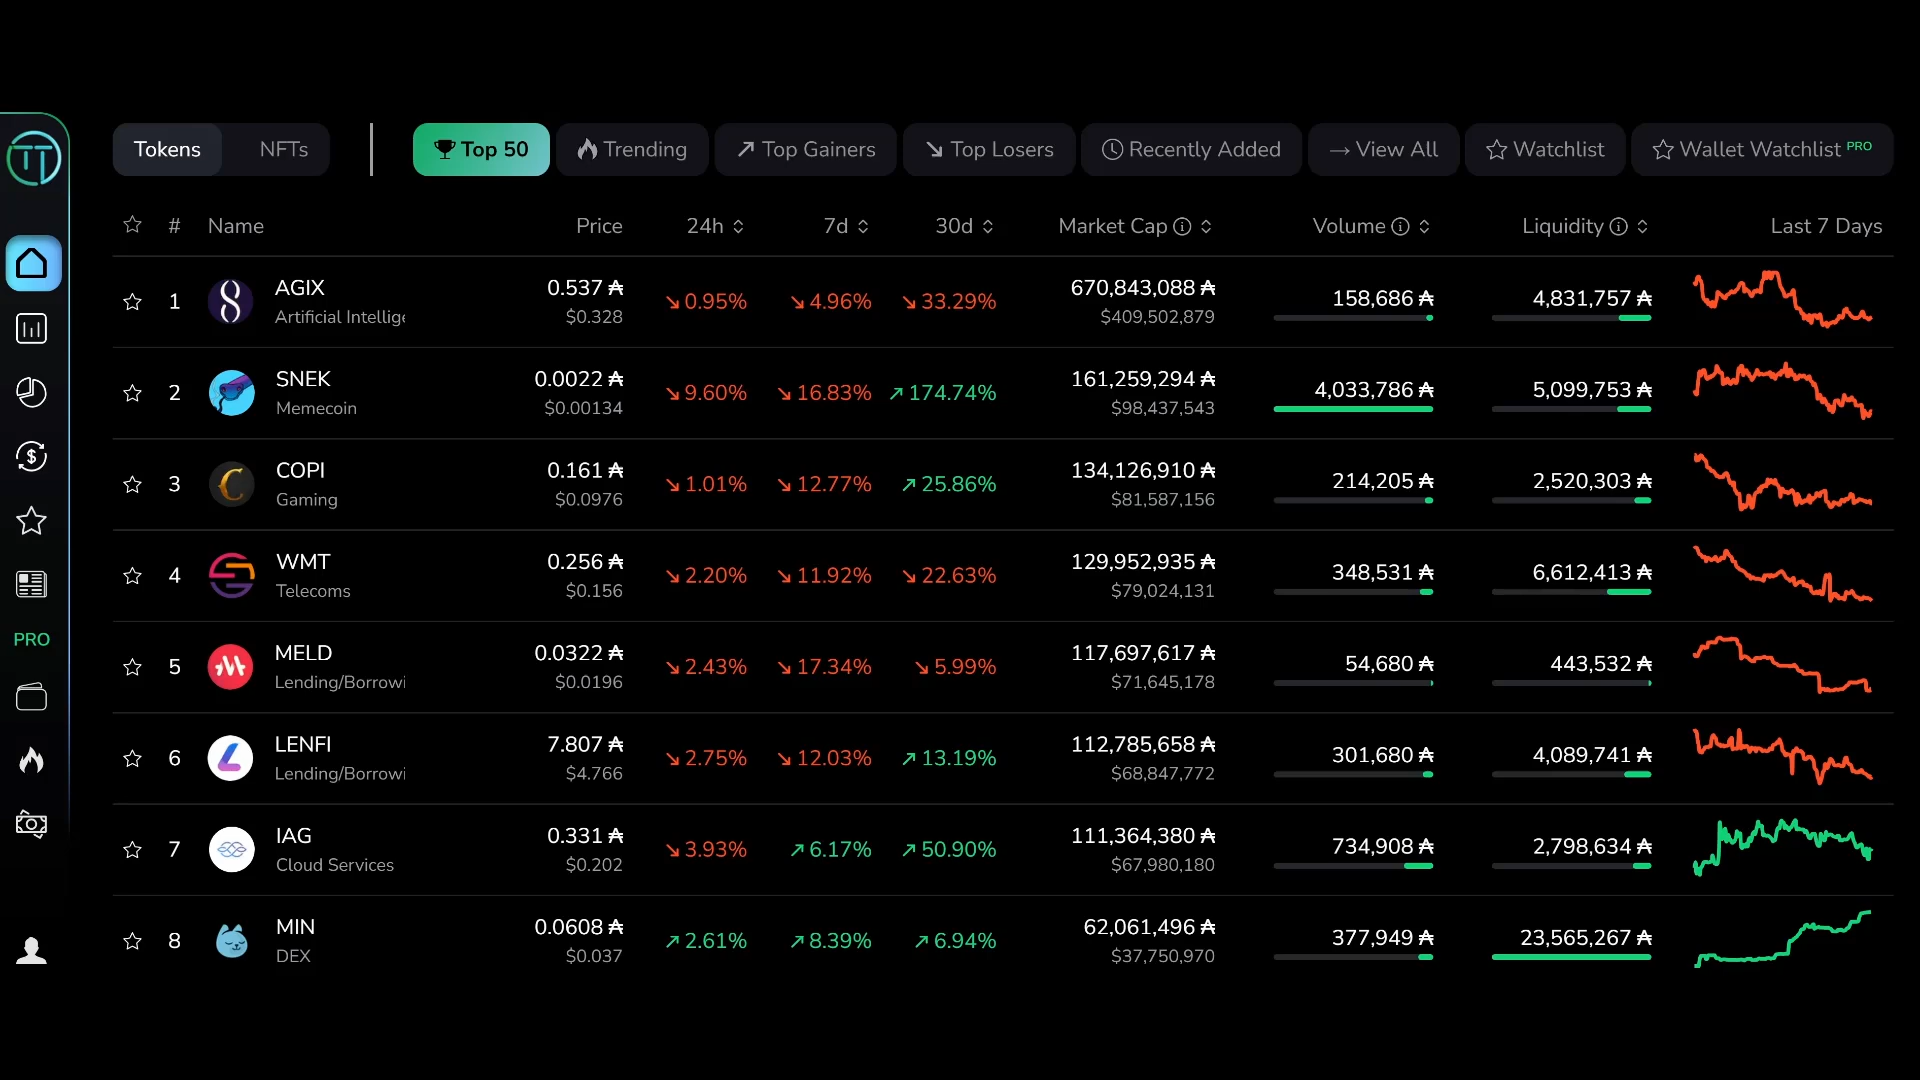 Tokens NFTs Top 50 Trending Top Gainers Top Losers Recently Added → View All Watchlist Wallet Watchlist PRO
# Name Price 24h 7d 30d Market Cap Volume Liquidity Last 7 Days
1 AGIX 0.537 ₳ 0.95% 4.96% 33.29% 670,843,088 ₳ 158,686 ₳ 4,831,757 ₳
Artificial Intellige $0.328 $409,502,879
2 SNEK 0.0022 ₳ 9.60% 16.83% 174.74% 161,259,294 ₳ 4,033,786 ₳ 5,099,753 ₳
Memecoin $0.00134 $98,437,543
3 COPI 0.161 ₳ 1.01% 12.77% 25.86% 134,126,910 ₳ 214,205 ₳ 2,520,303 ₳
Gaming $0.0976 $81,587,156
4 WMT 0.256 ₳ 2.20% 11.92% 22.63% 129,952,935 ₳ 348,531 ₳ 6,612,413 ₳
Telecoms $0.156 $79,024,131
PRO
5 MELD 0.0322 ₳ 2.43% 17.34% 5.99% 117,697,617 ₳ 54,680 ₳ 443,532 ₳
Lending/Borrowi $0.0196 $71,645,178
6 LENFI 7.807 ₳ 2.75% 12.03% 13.19% 112,785,658 ₳ 301,680 ₳ 4,089,741 ₳
Lending/Borrowi $4.766 $68,847,772
7 IAG 0.331 ₳ 3.93% 6.17% 50.90% 111,364,380 ₳ 734,908 ₳ 2,798,634 ₳
Cloud Services $0.202 $67,980,180
8 MIN 0.0608 ₳ 2.61% 8.39% 6.94% 62,061,496 ₳ 377,949 ₳ 23,565,267 ₳
DEX $0.037 $37,750,970